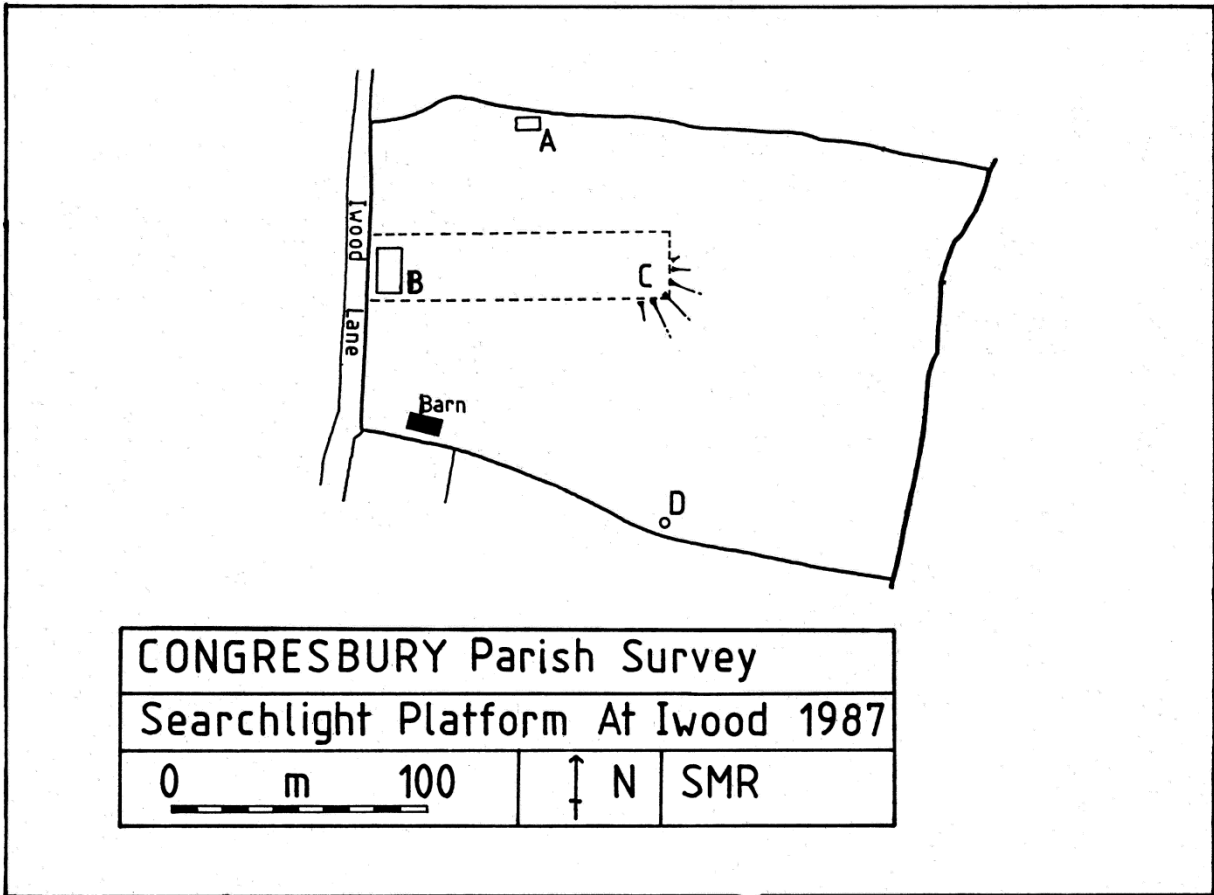 A
Iwood
B
C
Lane
Barn
D
CONGRESBURY Parish Survey
Searchlight Platform At Iwood 1987
0 m 100
N
SMR